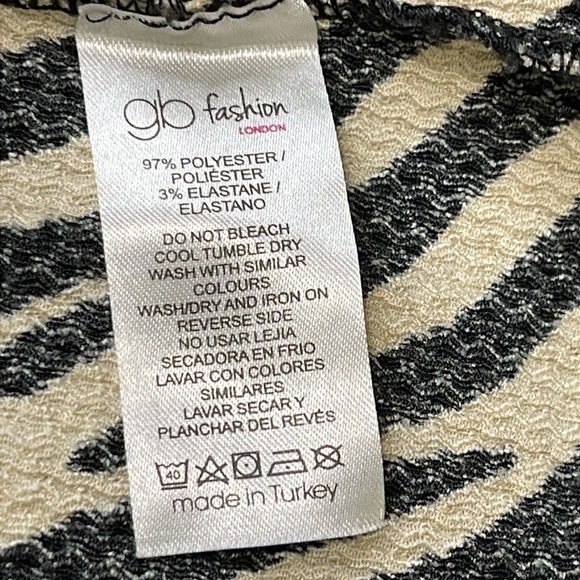 gb fashion
LONDON
97% POLYESTER /
POLIÉSTER
3% ELASTANE /
ELASTANO
DO NOT BLEACH
COOL TUMBLE DRY
WASH WITH SIMILAR
COLOURS
WASH/DRY AND IRON ON
REVERSE SIDE
NO USAR LEJIA
SECADORA EN FRIO
LAVAR CON COLORES
SIMILARES
LAVAR SECAR Y
PLANCHAR DEL REVÉS
40
made in Turkey